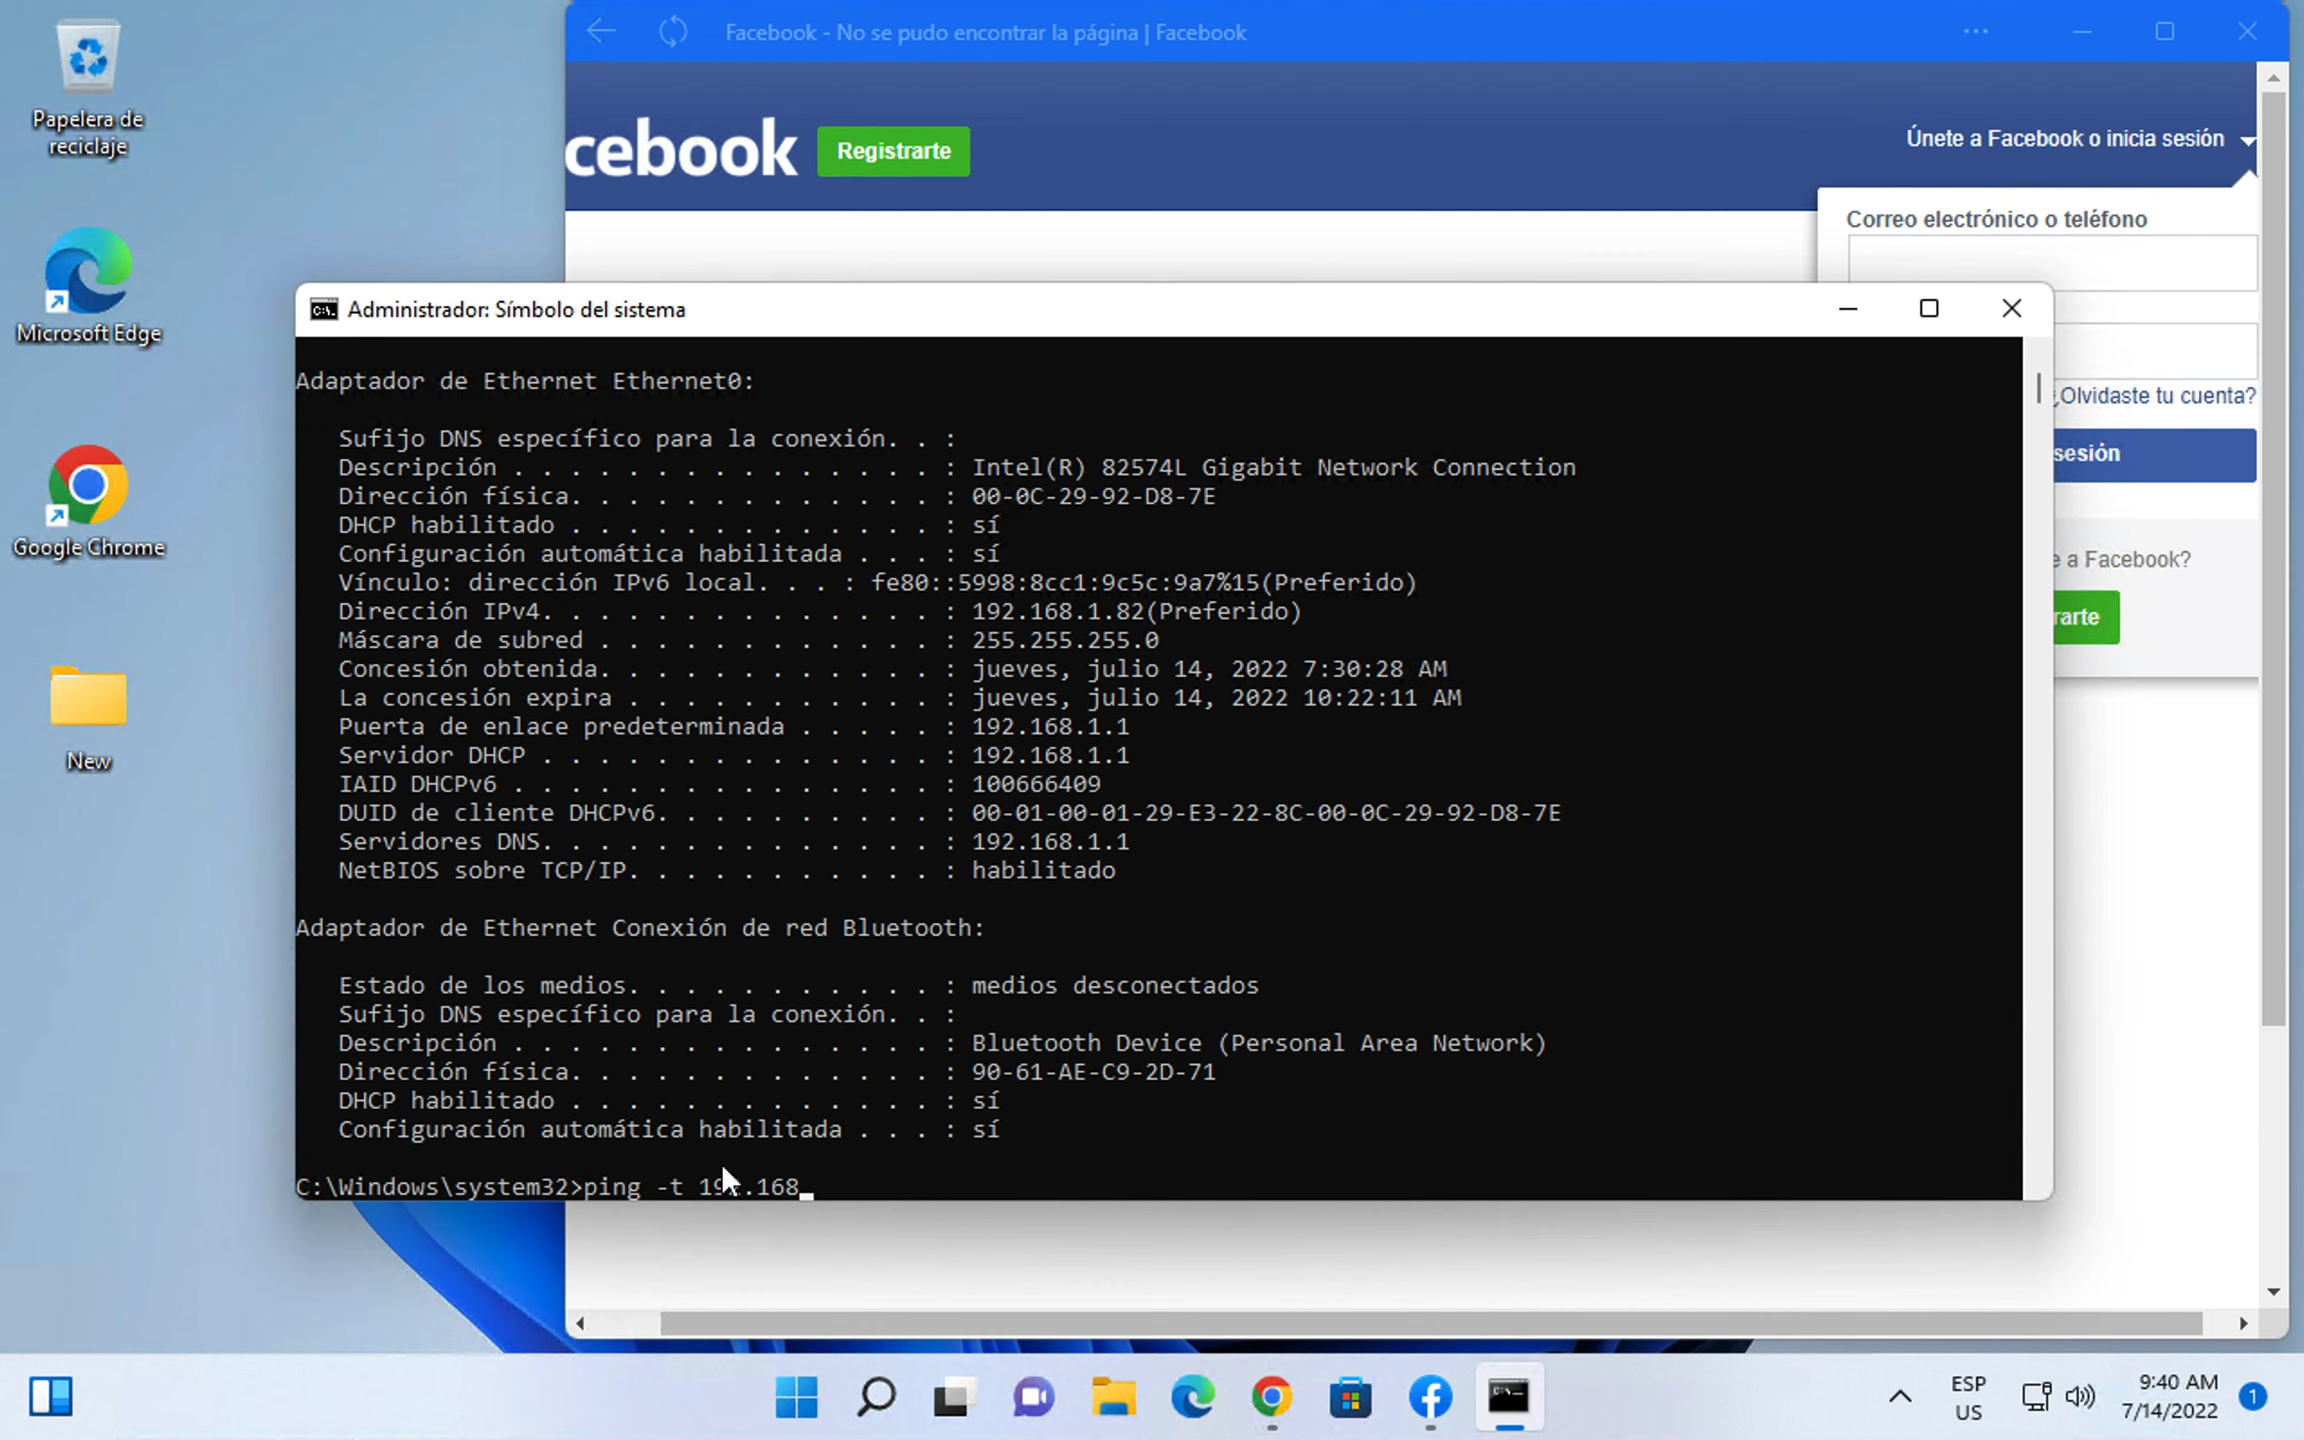 Papelera de
reciclaje
Microsoft Edge
Google Chrome
New
Facebook - No se pudo encontrar la página | Facebook
cebook
Registrarte
Únete a Facebook o inicia sesión
Correo electrónico o teléfono
¿Olvidaste tu cuenta?
sesión
e a Facebook?
rarte
Administrador: Símbolo del sistema
Adaptador de Ethernet Ethernet0:
Sufijo DNS específico para la conexión. . :
Descripción . . . . . . . . . . . . . . . : Intel(R) 82574L Gigabit Network Connection
Dirección física. . . . . . . . . . . . . : 00-0C-29-92-D8-7E
DHCP habilitado . . . . . . . . . . . . . : sí
Configuración automática habilitada . . . : sí
Vínculo: dirección IPv6 local. . . : fe80::5998:8cc1:9c5c:9a7%15(Preferido)
Dirección IPv4. . . . . . . . . . . . . . : 192.168.1.82(Preferido)
Máscara de subred . . . . . . . . . . . . : 255.255.255.0
Concesión obtenida. . . . . . . . . . . . : jueves, julio 14, 2022 7:30:28 AM
La concesión expira . . . . . . . . . . . : jueves, julio 14, 2022 10:22:11 AM
Puerta de enlace predeterminada . . . . . : 192.168.1.1
Servidor DHCP . . . . . . . . . . . . . . : 192.168.1.1
IAID DHCPv6 . . . . . . . . . . . . . . . : 100666409
DUID de cliente DHCPv6. . . . . . . . . . : 00-01-00-01-29-E3-22-8C-00-0C-29-92-D8-7E
Servidores DNS. . . . . . . . . . . . . . : 192.168.1.1
NetBIOS sobre TCP/IP. . . . . . . . . . . : habilitado
Adaptador de Ethernet Conexión de red Bluetooth:
Estado de los medios. . . . . . . . . . . : medios desconectados
Sufijo DNS específico para la conexión. . :
Descripción . . . . . . . . . . . . . . . : Bluetooth Device (Personal Area Network)
Dirección física. . . . . . . . . . . . . : 90-61-AE-C9-2D-71
DHCP habilitado . . . . . . . . . . . . . : sí
Configuración automática habilitada . . . : sí
C:\Windows\system32>ping -t 192.168_
ESP
US
9:40 AM
7/14/2022
1